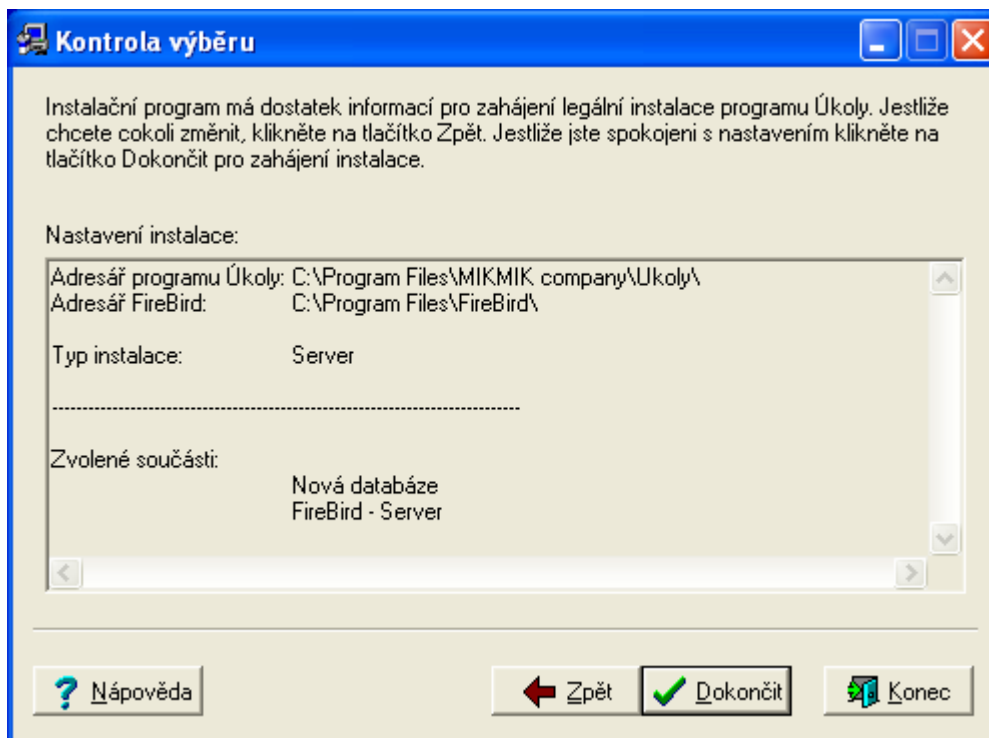 Kontrola výběru
Instalační program má dostatek informací pro zahájení legální instalace programu Úkoly. Jestliže
chcete cokoli změnit, klikněte na tlačítko Zpět. Jestliže jste spokojeni s nastavením klikněte na
tlačítko Dokončit pro zahájení instalace.
Nastavení instalace:
Adresář programu Úkoly: C:\Program Files\MIKMIK company\Ukoly\
Adresář FireBird: C:\Program Files\FireBird\
Typ instalace: Server
------------------------------------------------------------------------------
Zvolené součásti:
Nová databáze
FireBird - Server
Nápověda Zpět Dokončit Konec